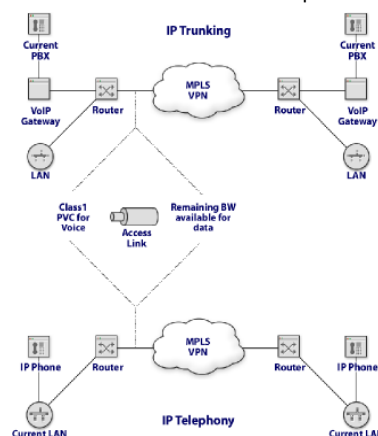 IP Trunking
Current
PBX
Current
PBX
MPLS
VPN
VoIP
Gateway
Router
Router
VoIP
Gateway
LAN
LAN
Class1
PVC for
Voice
Access
Link
Remaining BW
available for
data
MPLS
VPN
IP Phone
Router
Router
IP Phone
IP Telephony
Current LAN
Current LAN